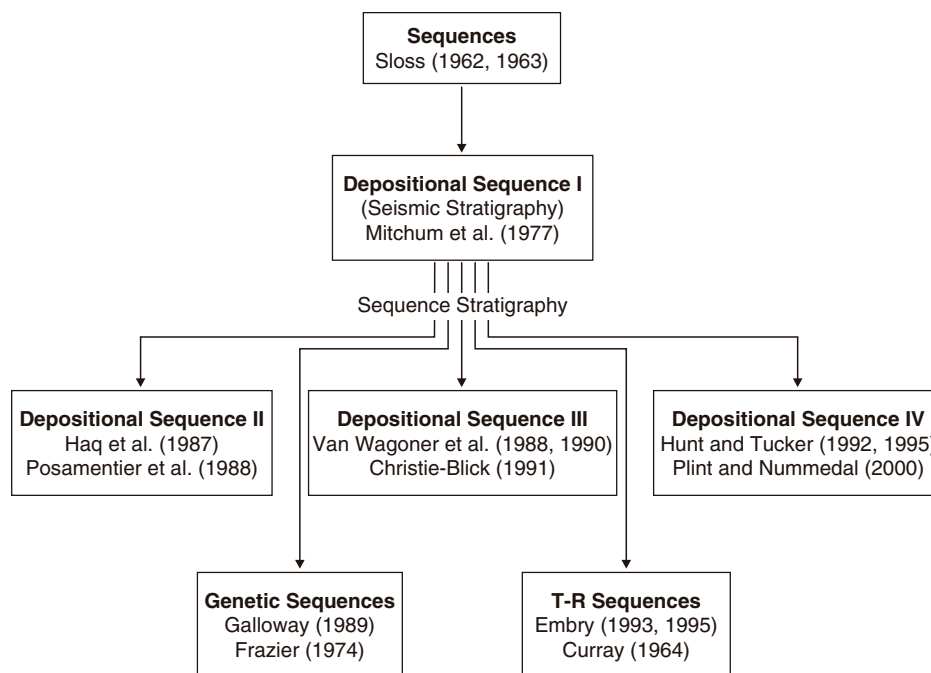 Sequences
Sloss (1962, 1963)
Depositional Sequence I
(Seismic Stratigraphy)
Mitchum et al. (1977)
Sequence Stratigraphy
Depositional Sequence II
Haq et al. (1987)
Posamentier et al. (1988)
Depositional Sequence III
Van Wagoner et al. (1988, 1990)
Christie-Blick (1991)
Depositional Sequence IV
Hunt and Tucker (1992, 1995)
Plint and Nummedal (2000)
Genetic Sequences
Galloway (1989)
Frazier (1974)
T-R Sequences
Embry (1993, 1995)
Curray (1964)